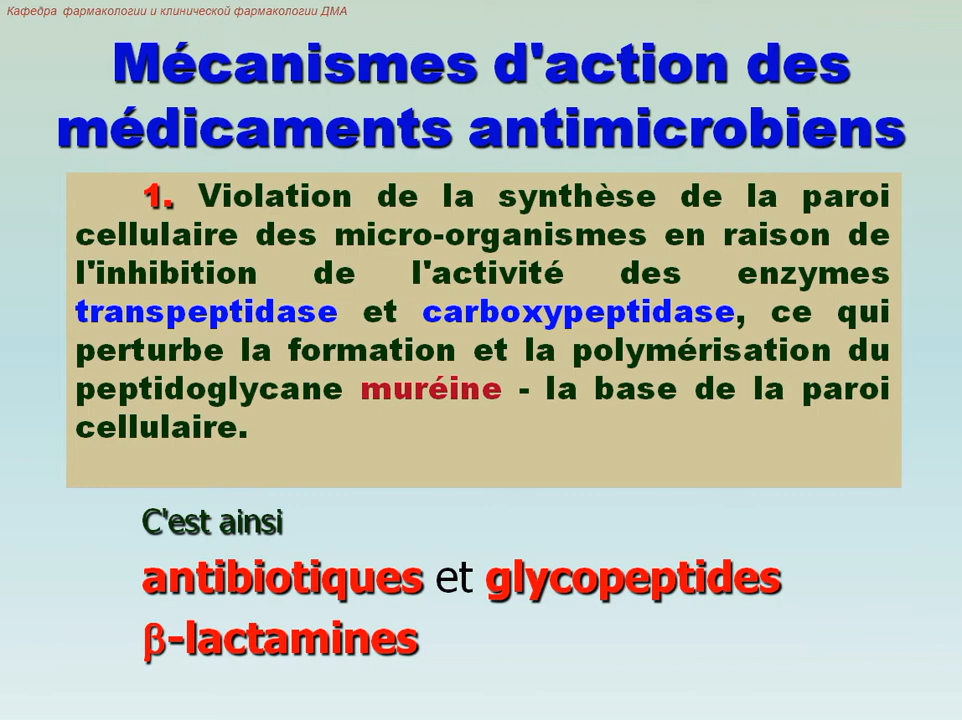 Кафедра фармакологии и клинической фармакологии ДМА
Mécanismes d'action des
médicaments antimicrobiens
1. Violation de la synthèse de la paroi
cellulaire des micro-organismes en raison de
l'inhibition de l'activité des enzymes
transpeptidase et carboxypeptidase, ce qui
perturbe la formation et la polymérisation du
peptidoglycane muréine - la base de la paroi
cellulaire.
C'est ainsi
antibiotiques et glycopeptides
β-lactamines